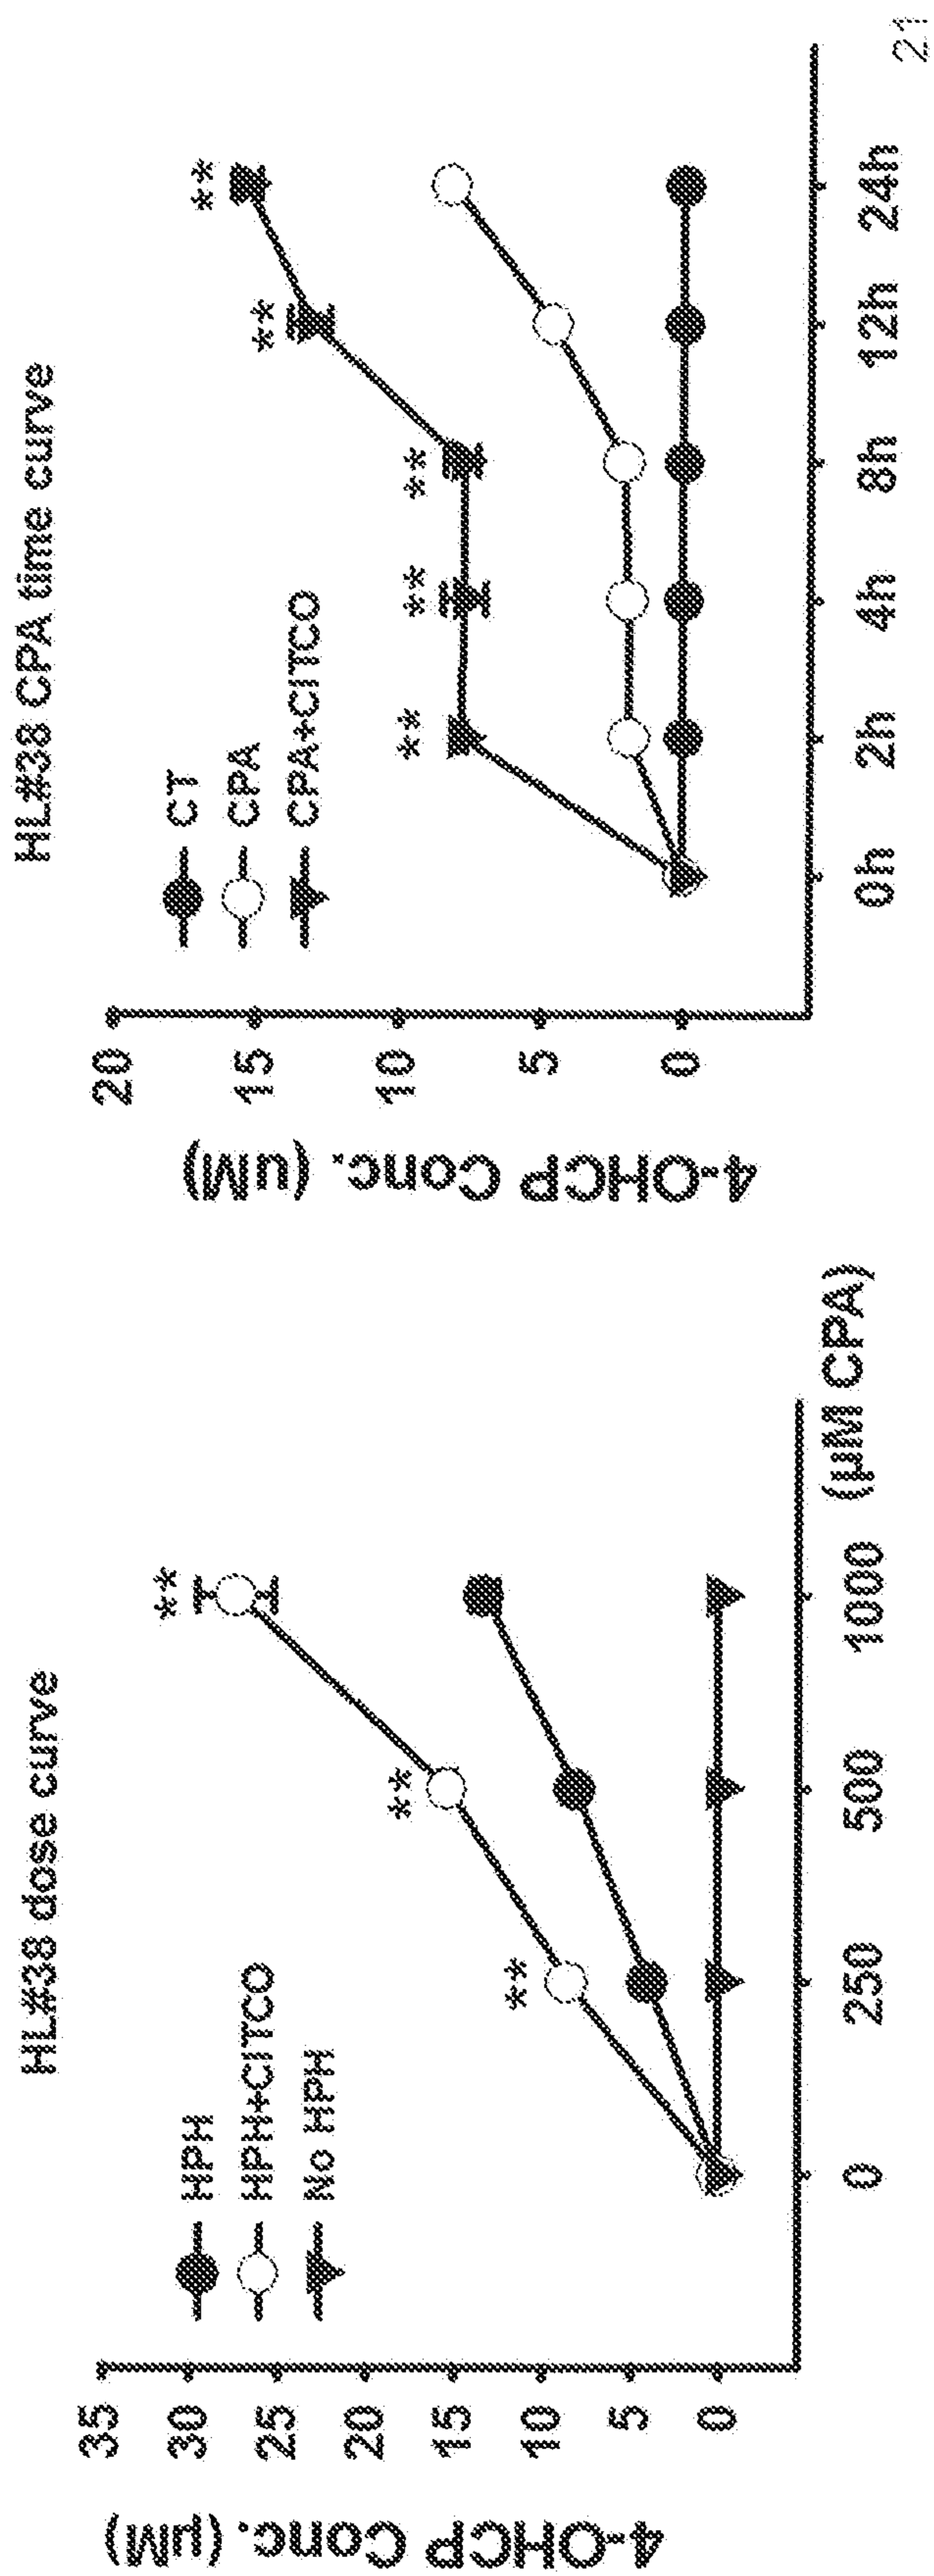 HL#38 dose curve
HPH
HPH+CITCO
No HPH
4-OHCP Conc. (µM)
35
30
25
20
15
10
5
0
**
**
**
0
250
500
1000
(µM CPA)
HL#38 CPA time curve
CT
CPA
CPA+CITCO
4-OHCP Conc. (uM)
20
15
10
5
0
**
**
**
**
**
0h
2h
4h
8h
12h
24h
21